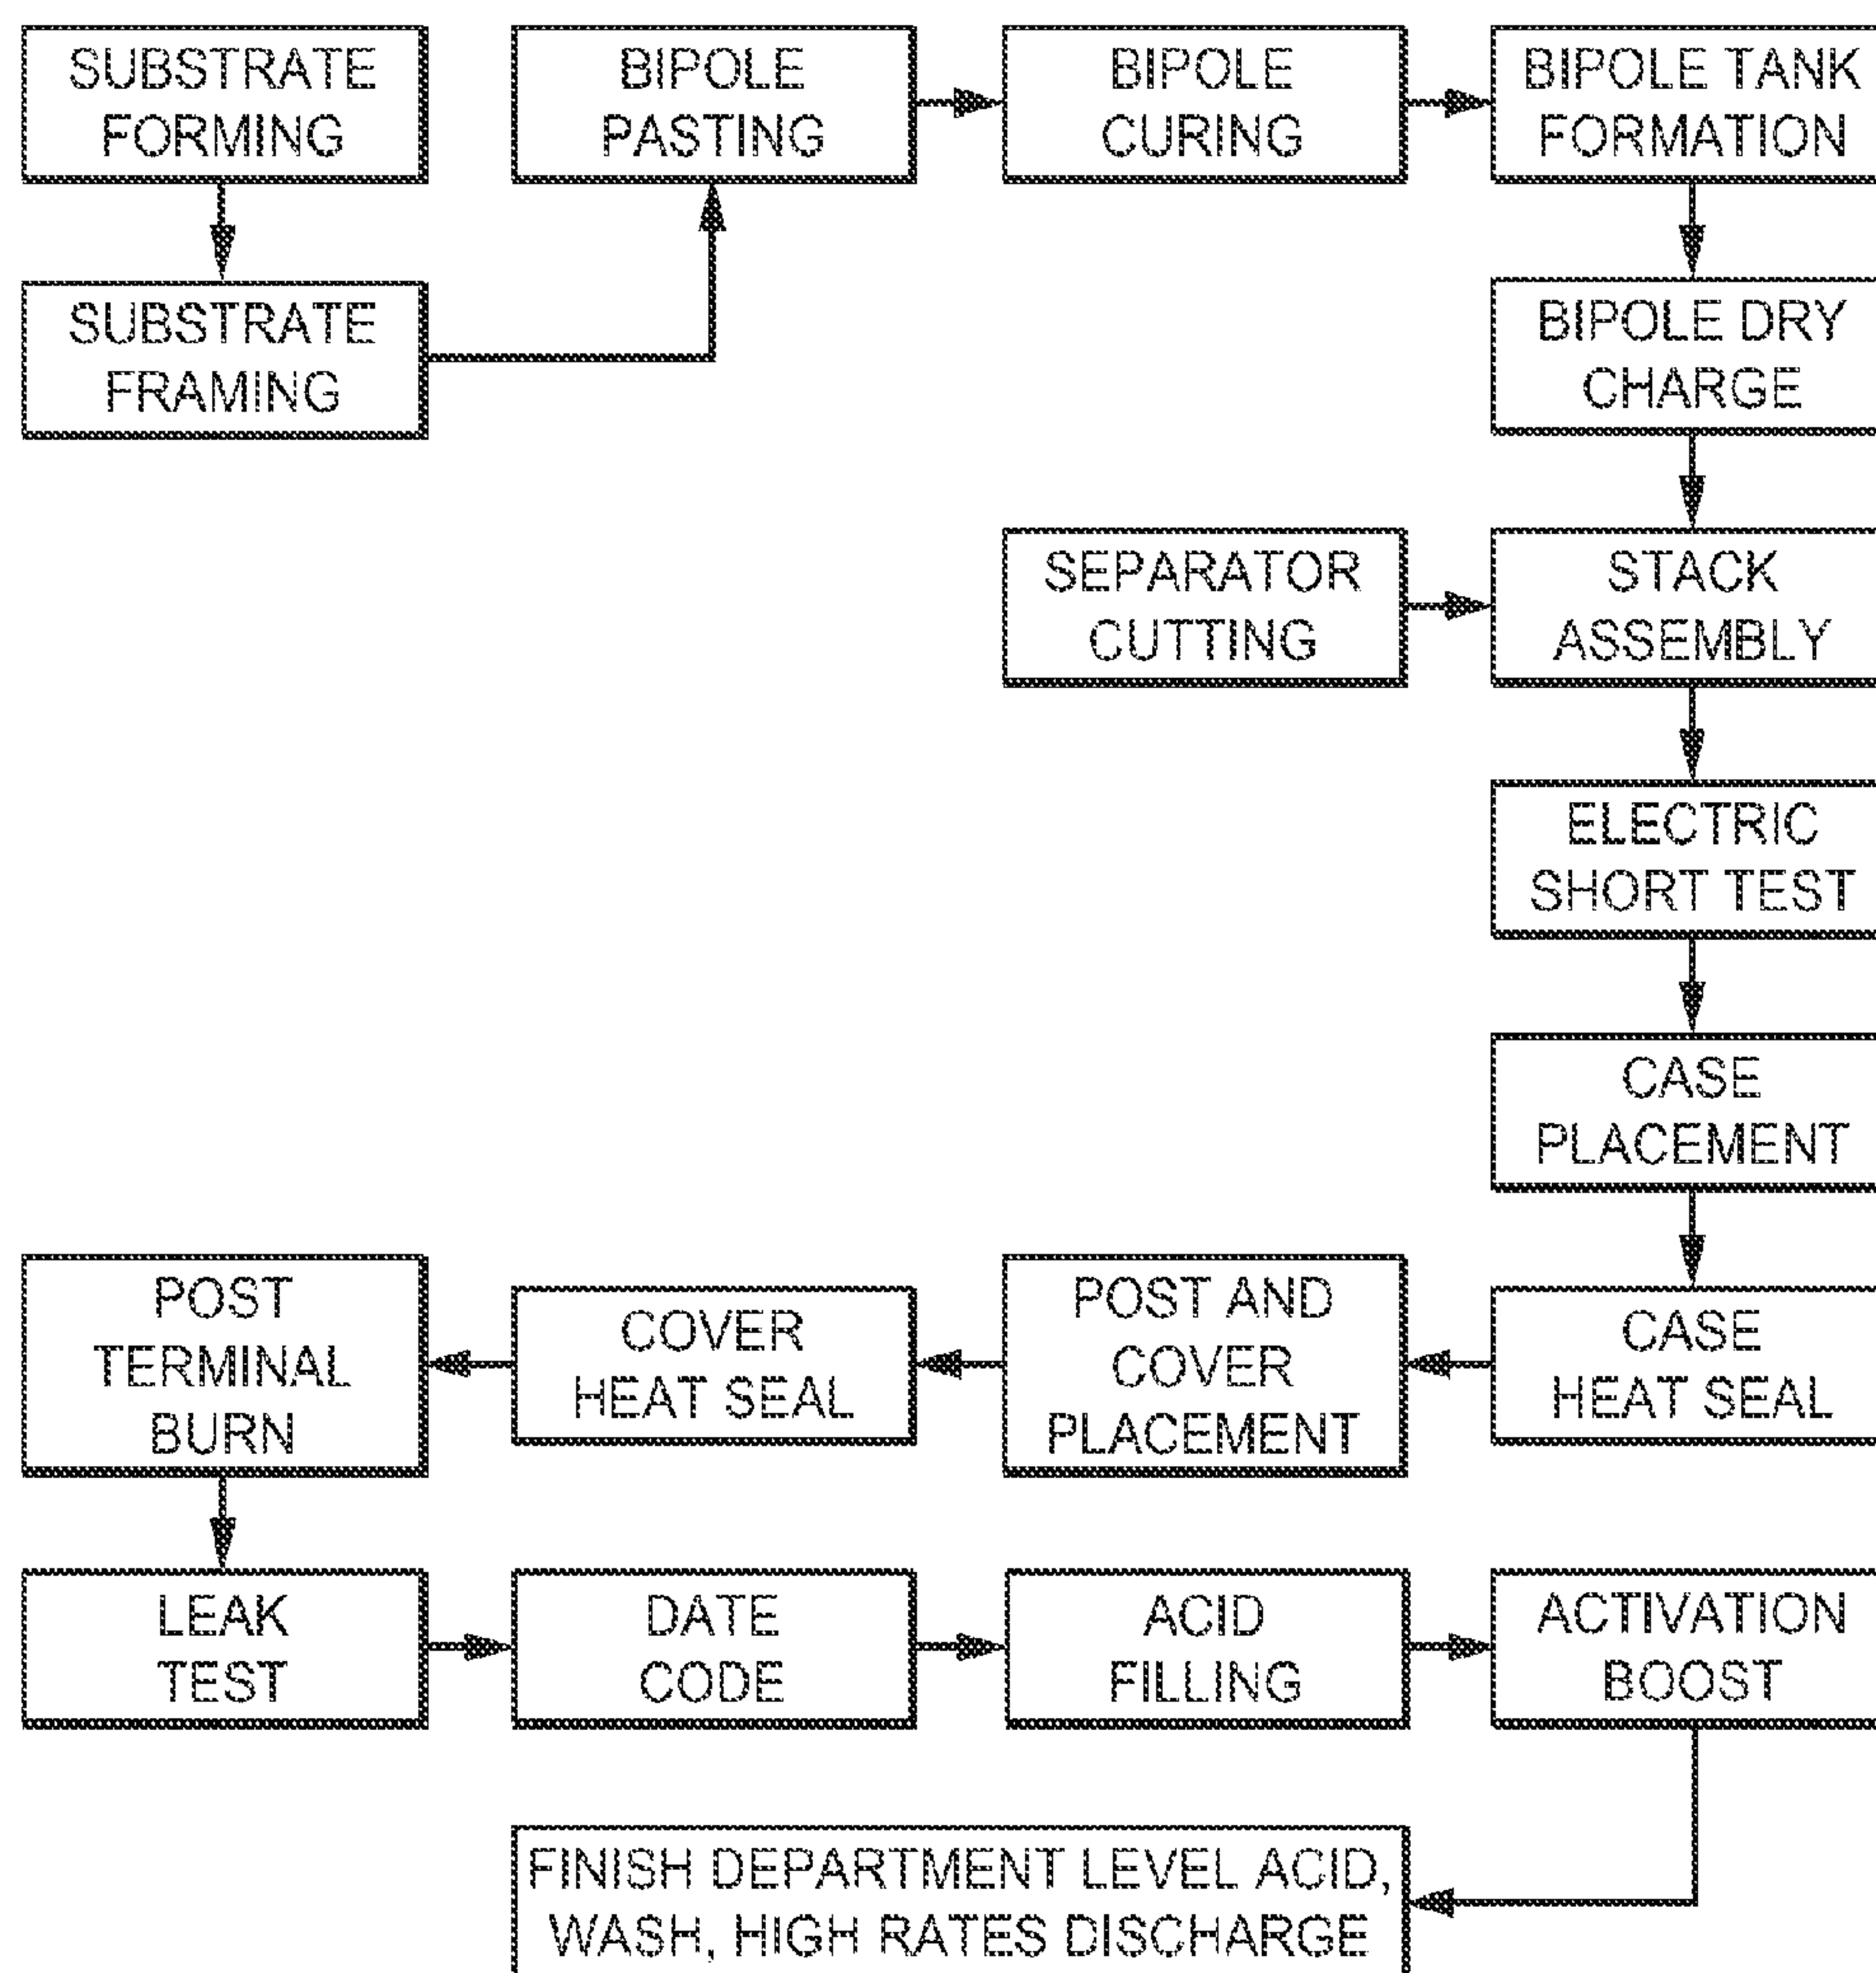 SUBSTRATE
FORMING
SUBSTRATE
FRAMING
BIPOLE
PASTING
BIPOLE
CURING
BIPOLE TANK
FORMATION
BIPOLE DRY
CHARGE
SEPARATOR
CUTTING
STACK
ASSEMBLY
ELECTRIC
SHORT TEST
CASE
PLACEMENT
CASE
HEAT SEAL
POST AND
COVER
PLACEMENT
COVER
HEAT SEAL
POST
TERMINAL
BURN
LEAK
TEST
DATE
CODE
ACID
FILLING
ACTIVATION
BOOST
FINISH DEPARTMENT LEVEL ACID,
WASH, HIGH RATES DISCHARGE